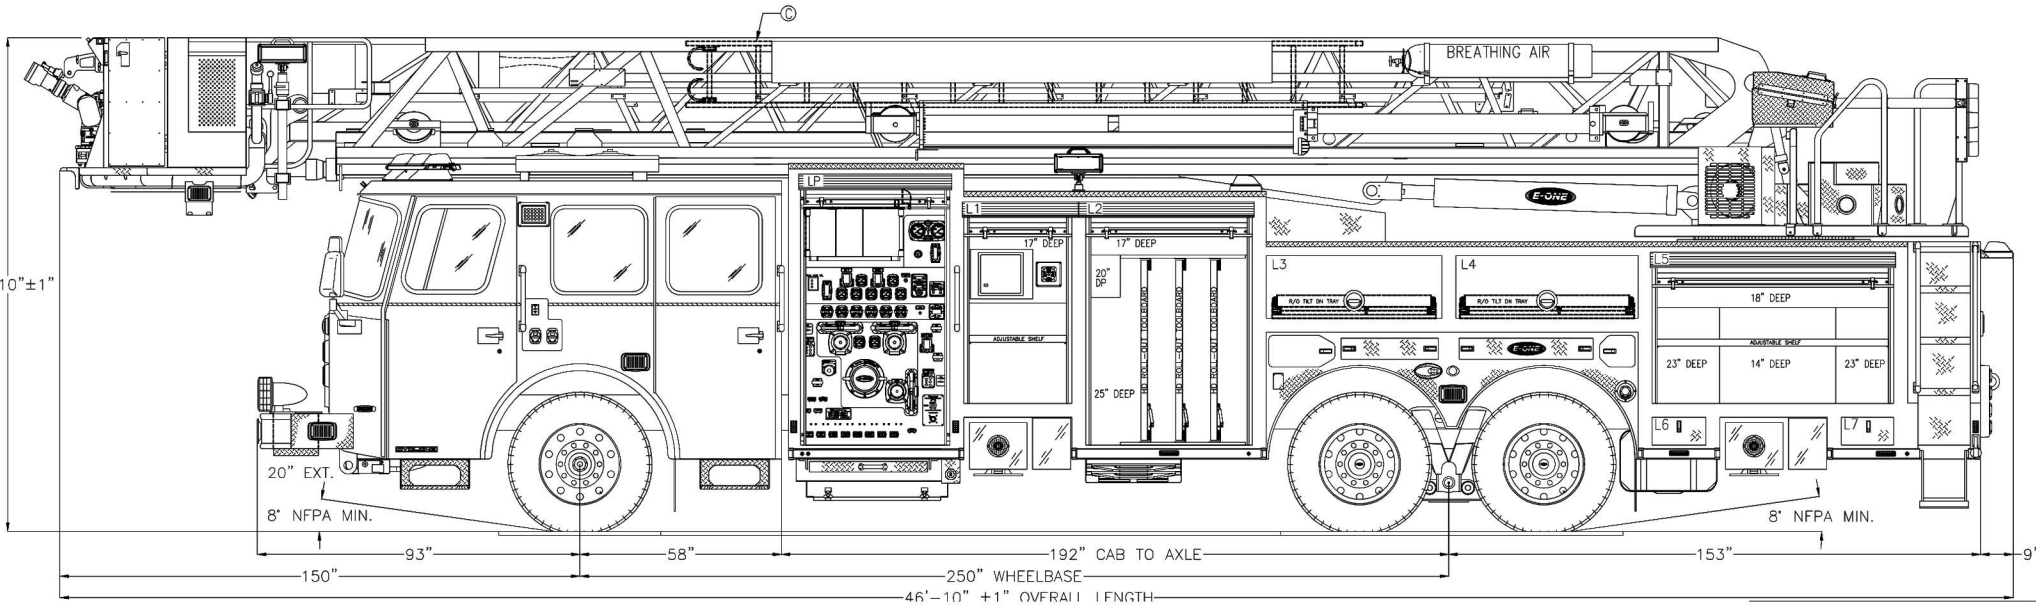 C
BREATHING AIR
E-ONE
LP
L1
L2
17" DEEP
17" DEEP
20"
DP
L3
L4
L5
10"±1"
R/O TILT ON TRAY
R/O TILT ON TRAY
18" DEEP
HD ROLL-OUT TOOLBOARD
HD ROLL-OUT TOOLBOARD
HD ROLL-OUT TOOLBOARD
ADJUSTABLE SHELF
ADJUSTABLE SHELF
E-ONE
23" DEEP
14" DEEP
23" DEEP
25" DEEP
L6
L7
20" EXT.
8° NFPA MIN.
8° NFPA MIN.
93"
58"
192" CAB TO AXLE
153"
9"
150"
250" WHEELBASE
46'-10" ±1" OVERALL LENGTH